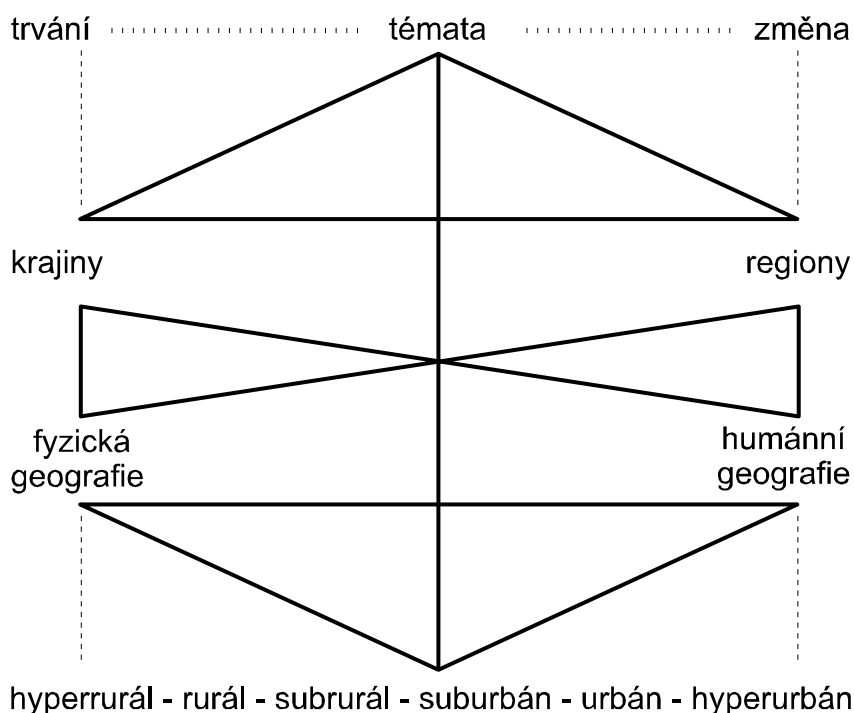 trvání témata změna
krajiny regiony
fyzická humánní
geografie geografie
hyperrurál - rurál - subrurál - suburbán - urbán - hyperurbán